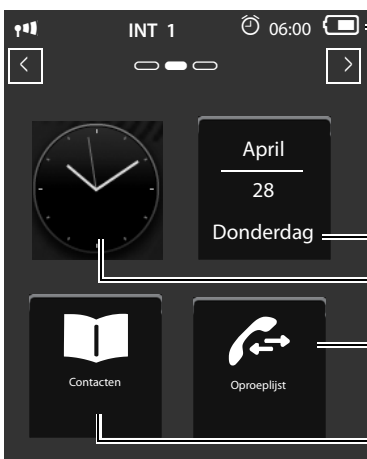 INT 1 06:00
April
28
Donderdag
Contacten Oproeplijst